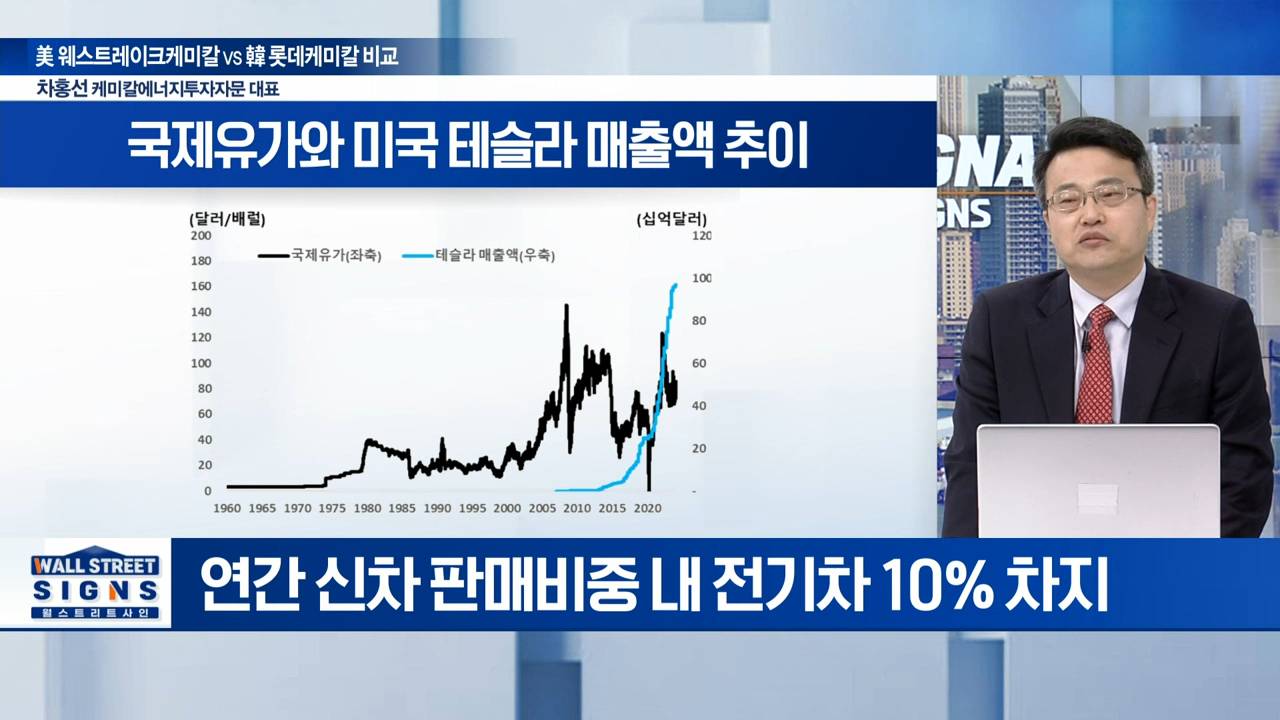 美 웨스트레이크케미칼 VS 韓 롯데케미칼 비교
차홍선 케미칼에너지투자자문 대표
국제유가와 미국 테슬라 매출액 추이
(달러/배럴)
(십억달러)
국제유가(좌축)
테슬라 매출액(우축)
200
180
160
140
120
100
80
60
40
20
0
120
100
80
60
40
20
-
1960 1965 1970 1975 1980 1985 1990 1995 2000 2005 2010 2015 2020
GNA
GNS
WALL STREET
SIGNS
월스트리트사인
연간 신차 판매비중 내 전기차 10% 차지